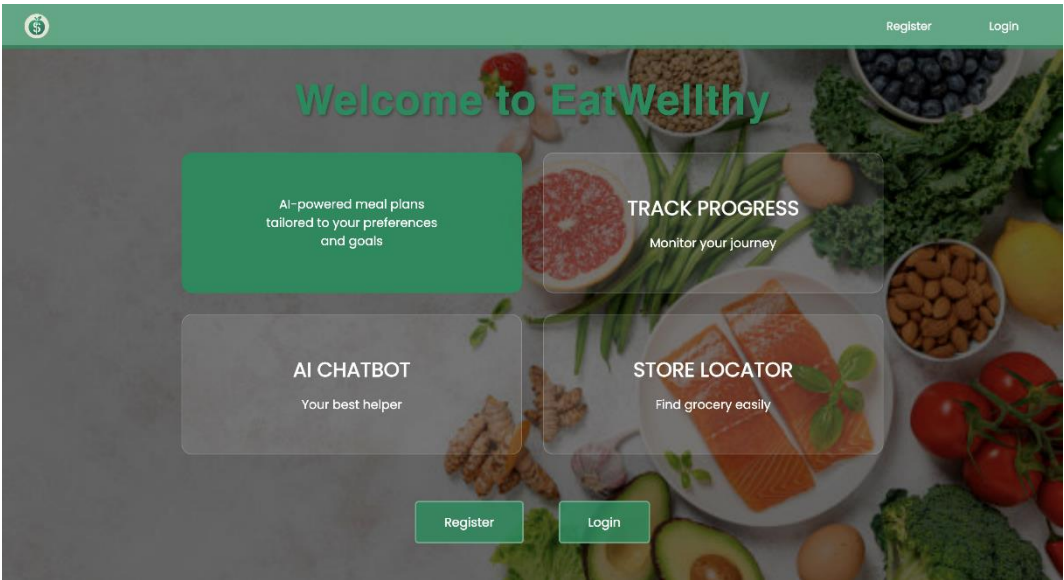 $
Register
Login
Welcome to EatWellthy
AI-powered meal plans
tailored to your preferences
and goals
TRACK PROGRESS
Monitor your journey
AI CHATBOT
Your best helper
STORE LOCATOR
Find grocery easily
Register
Login